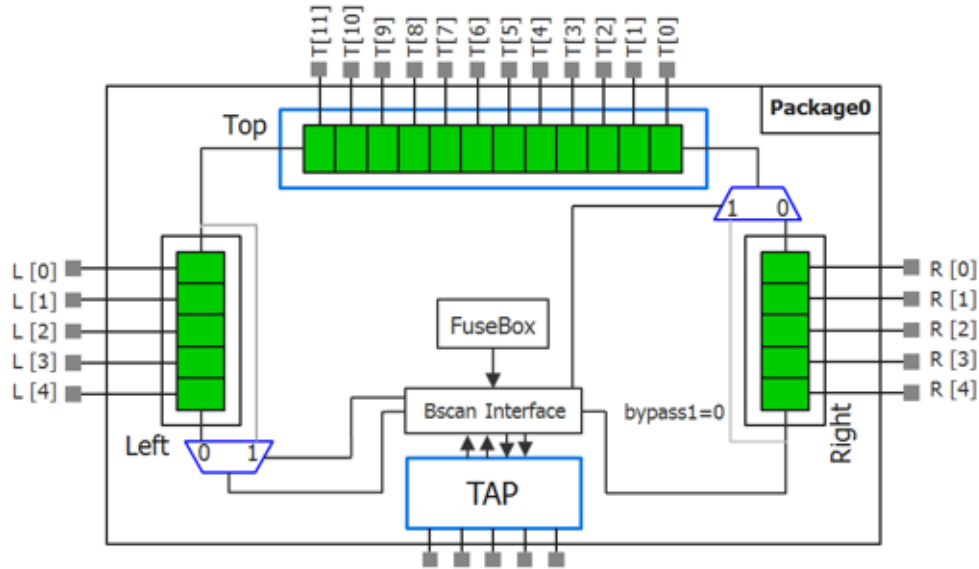 T[11] T[10] T[9] T[8] T[7] T[6] T[5] T[4] T[3] T[2] T[1] T[0]
Package0
Top
1 0
L [0]
L [1]
L [2]
L [3]
L [4]
R [0]
R [1]
R [2]
R [3]
R [4]
FuseBox
Bscan Interface
bypass1=0
Left
0 1
Right
TAP